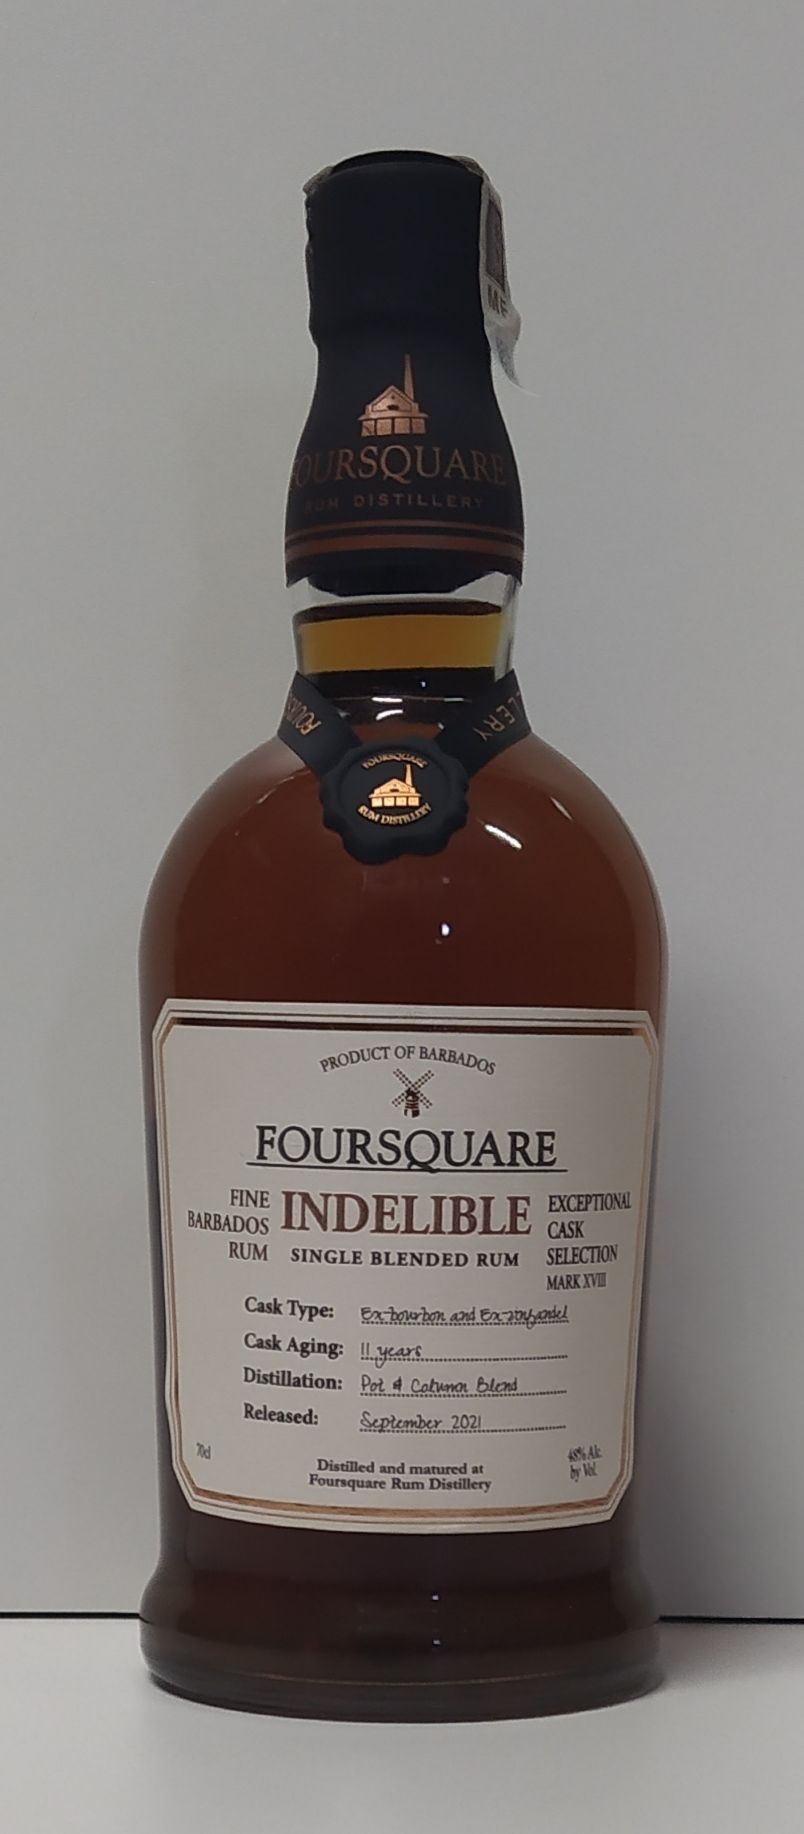 MF
FOURSQUARE
RUM DISTILLERY
FOURSQUARE
RUM DISTILLERY
PRODUCT OF BARBADOS
FOURSQUARE
FINE
BARBADOS
RUM
INDELIBLE
SINGLE BLENDED RUM
EXCEPTIONAL
CASK
SELECTION
MARK XVIII
Cask Type: Ex-bourbon and Ex-zinfandel
Cask Aging: 11 years
Distillation: Pot & Column Blend
Released: September 2021
70cl
Distilled and matured at
Foursquare Rum Distillery
48% Alc.
by Vol.